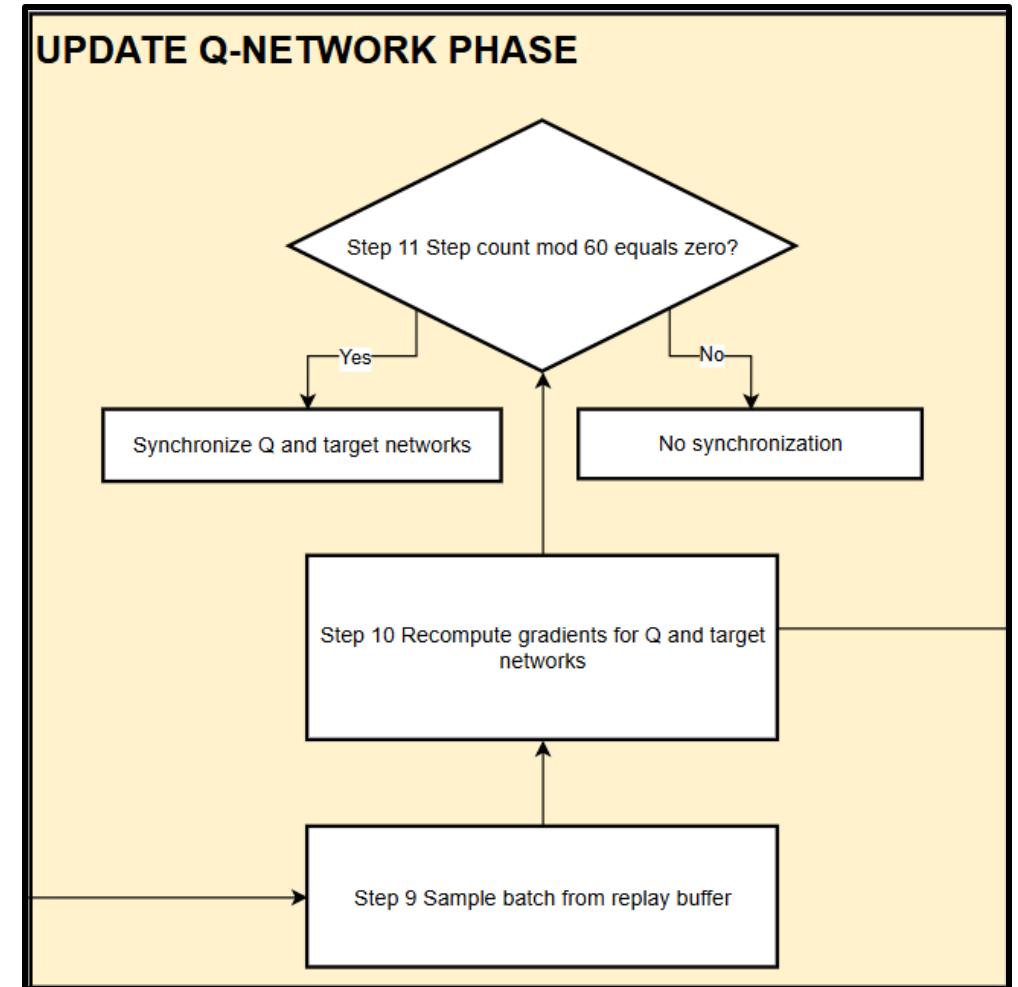 UPDATE Q-NETWORK PHASE
Step 11 Step count mod 60 equals zero?
Yes
No
Synchronize Q and target networks
No synchronization
Step 10 Recompute gradients for Q and target
networks
Step 9 Sample batch from replay buffer